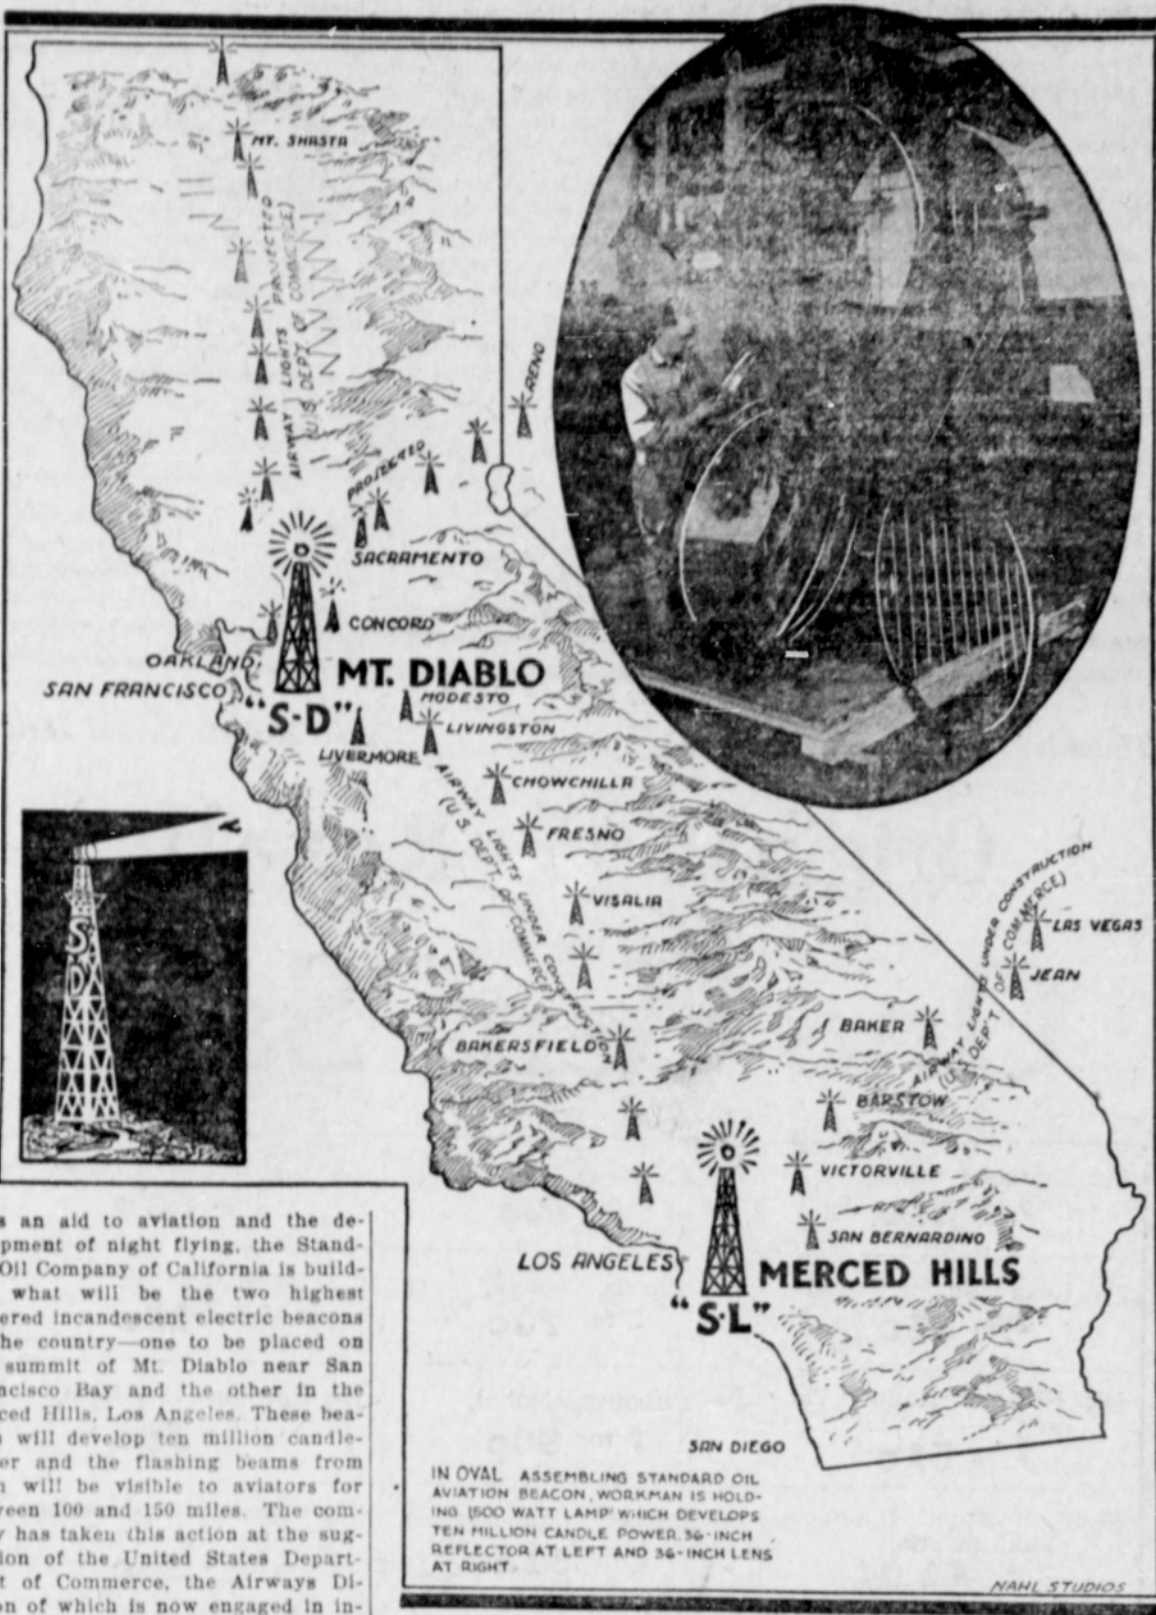 MT. SHASTA
AIRWAY LIGHTS PROJECTED
(U.S. DEPT. OF COMMERCE)
RENO
PROJECTED
SACRAMENTO
CONCORD
OAKLAND
SAN FRANCISCO
MT. DIABLO
"S-D"
MODESTO
LIVINGSTON
LIVERMORE
CHOWCHILLA
AIRWAY LIGHTS UNDER CONSTRUCTION
(U.S. DEP'T. OF COMMERCE)
FRESNO
VISALIA
S
D
AIRWAY LIGHTS UNDER CONSTRUCTION
(U.S. DEP'T OF COMMERCE)
LAS VEGAS
JEAN
BAKER
BAKERSFIELD
BARSTOW
VICTORVILLE
SAN BERNARDINO
LOS ANGELES
MERCED HILLS
"S-L"
SAN DIEGO
s an aid to aviation and the de-
pment of night flying, the Stand-
Oil Company of California is build-
what will be the two highest
ered incandescent electric beacons
he country—one to be placed on
summit of Mt. Diablo near San
ncisco Bay and the other in the
ced Hills, Los Angeles. These bea-
will develop ten million candle-
er and the flashing beams from
will be visible to aviators for
ween 100 and 150 miles. The com-
y has taken this action at the sug-
ion of the United States Depart-
t of Commerce, the Airways Di-
on of which is now engaged in in-
IN OVAL ASSEMBLING STANDARD OIL
AVIATION BEACON, WORKMAN IS HOLD-
ING 1500 WATT LAMP WHICH DEVELOPS
TEN MILLION CANDLE POWER. 36-INCH
REFLECTOR AT LEFT AND 36-INCH LENS
AT RIGHT
NAHL STUDIOS